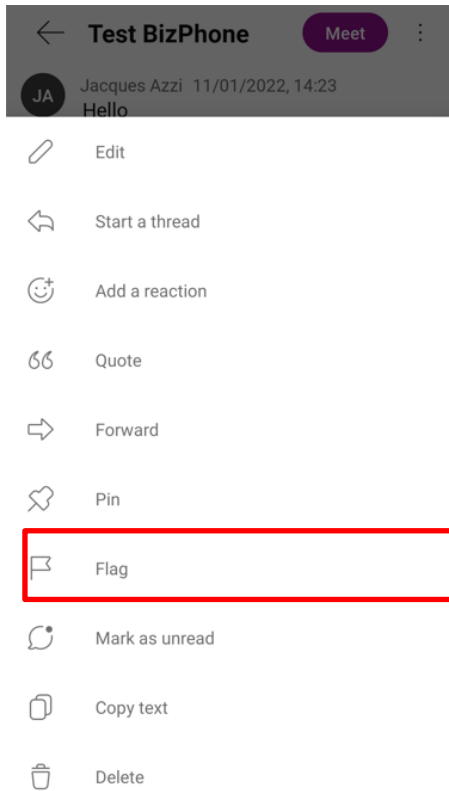 Test BizPhone Meet
JA Jacques Azzi 11/01/2022, 14:23
Hello
Edit
Start a thread
Add a reaction
Quote
Forward
Pin
Flag
Mark as unread
Copy text
Delete